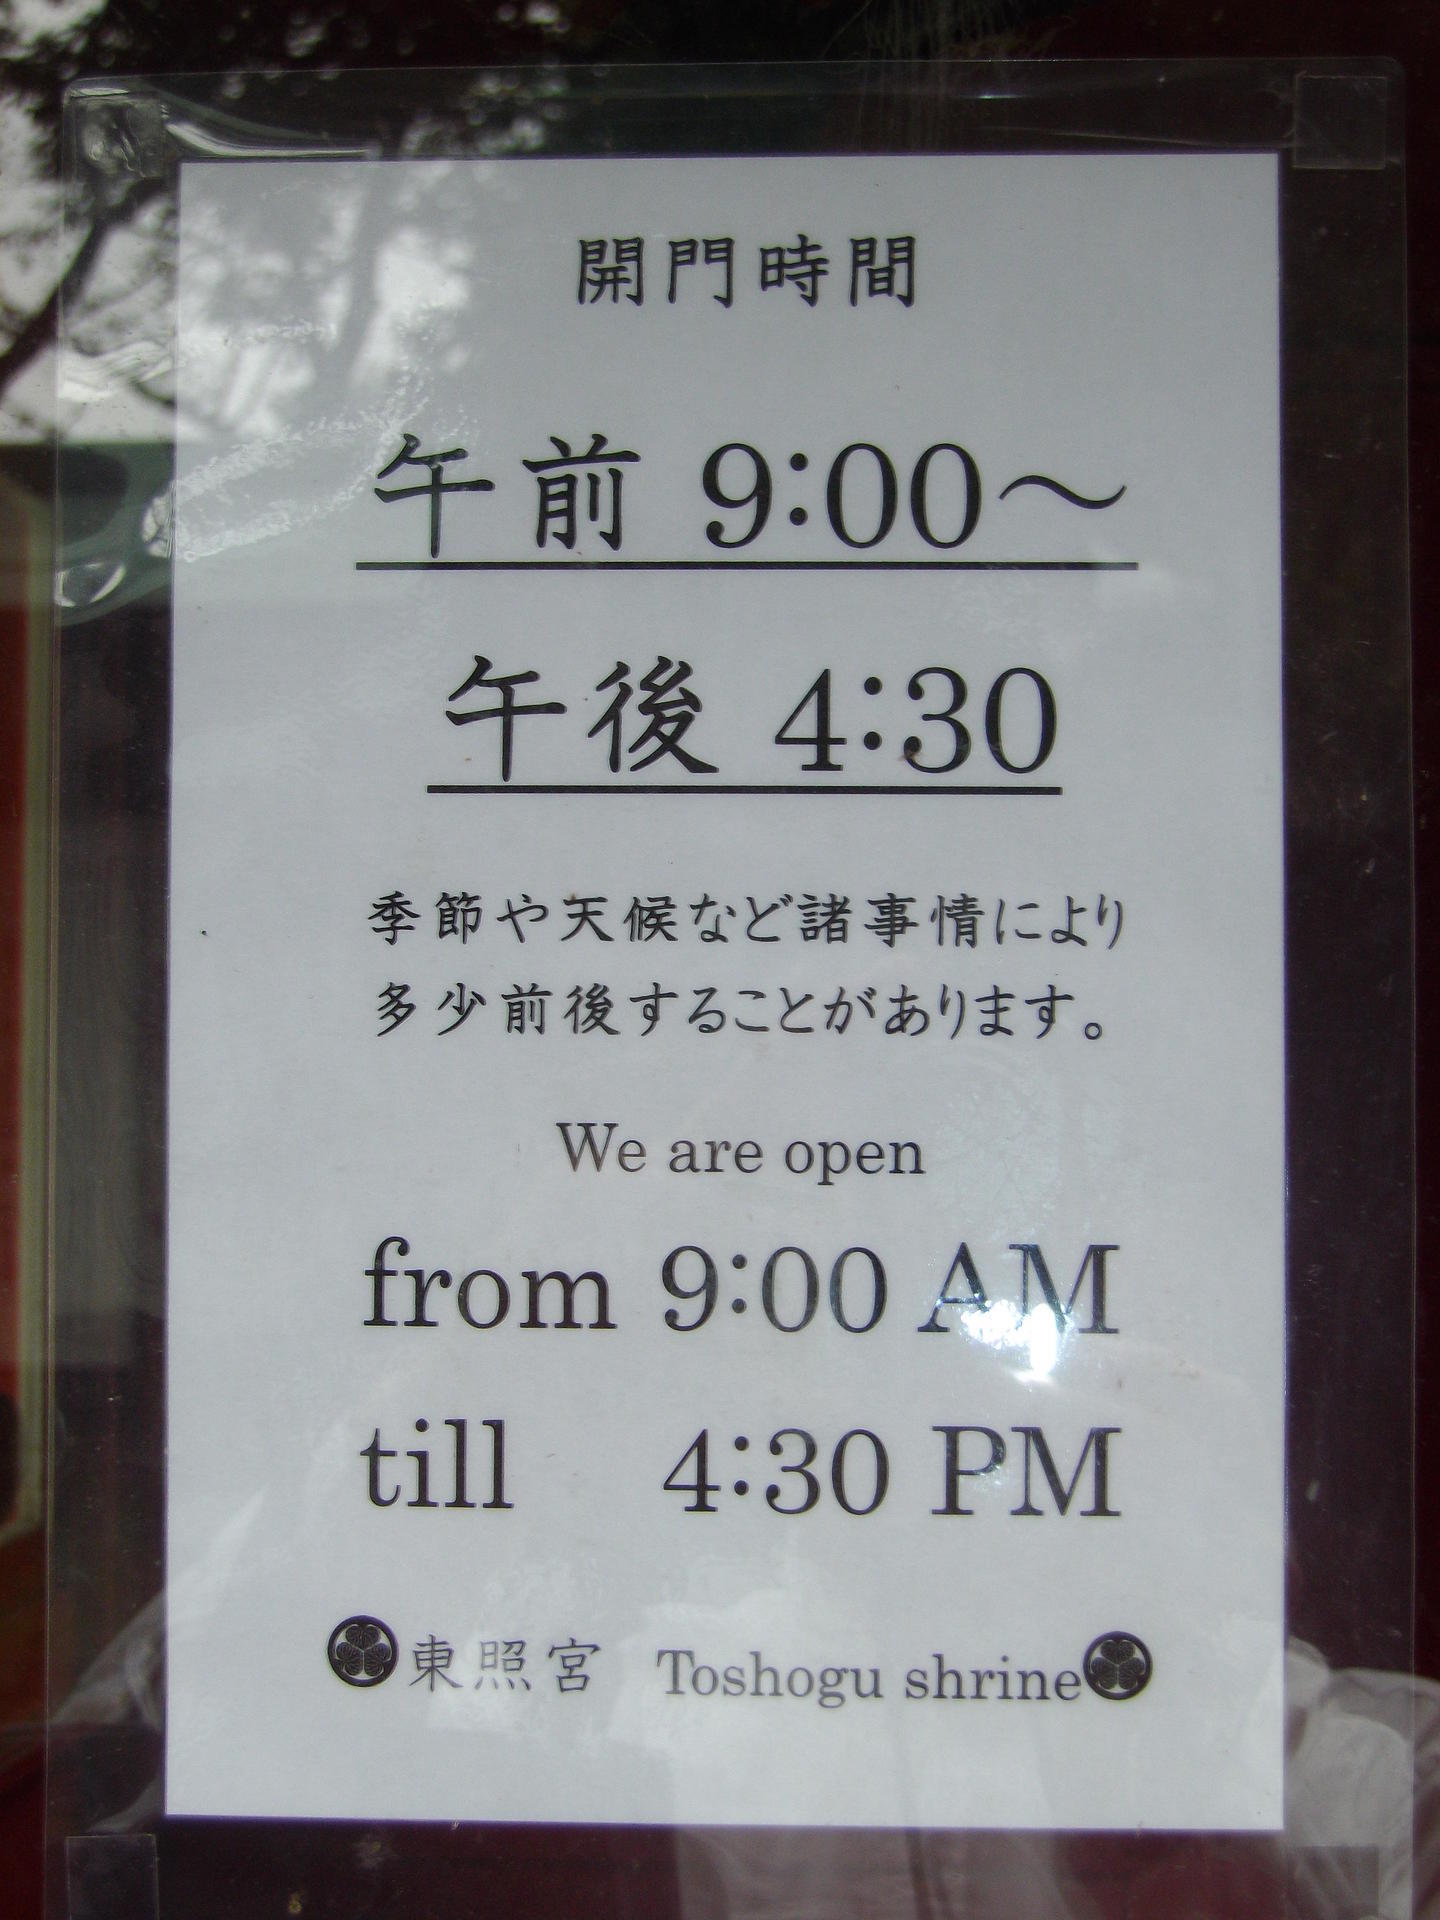 開門時間
午前 9:00～
午後 4:30
季節や天候など諸事情により
多少前後することがあります。
We are open
from 9:00 AM
till 4:30 PM
東照宮 Toshogu shrine